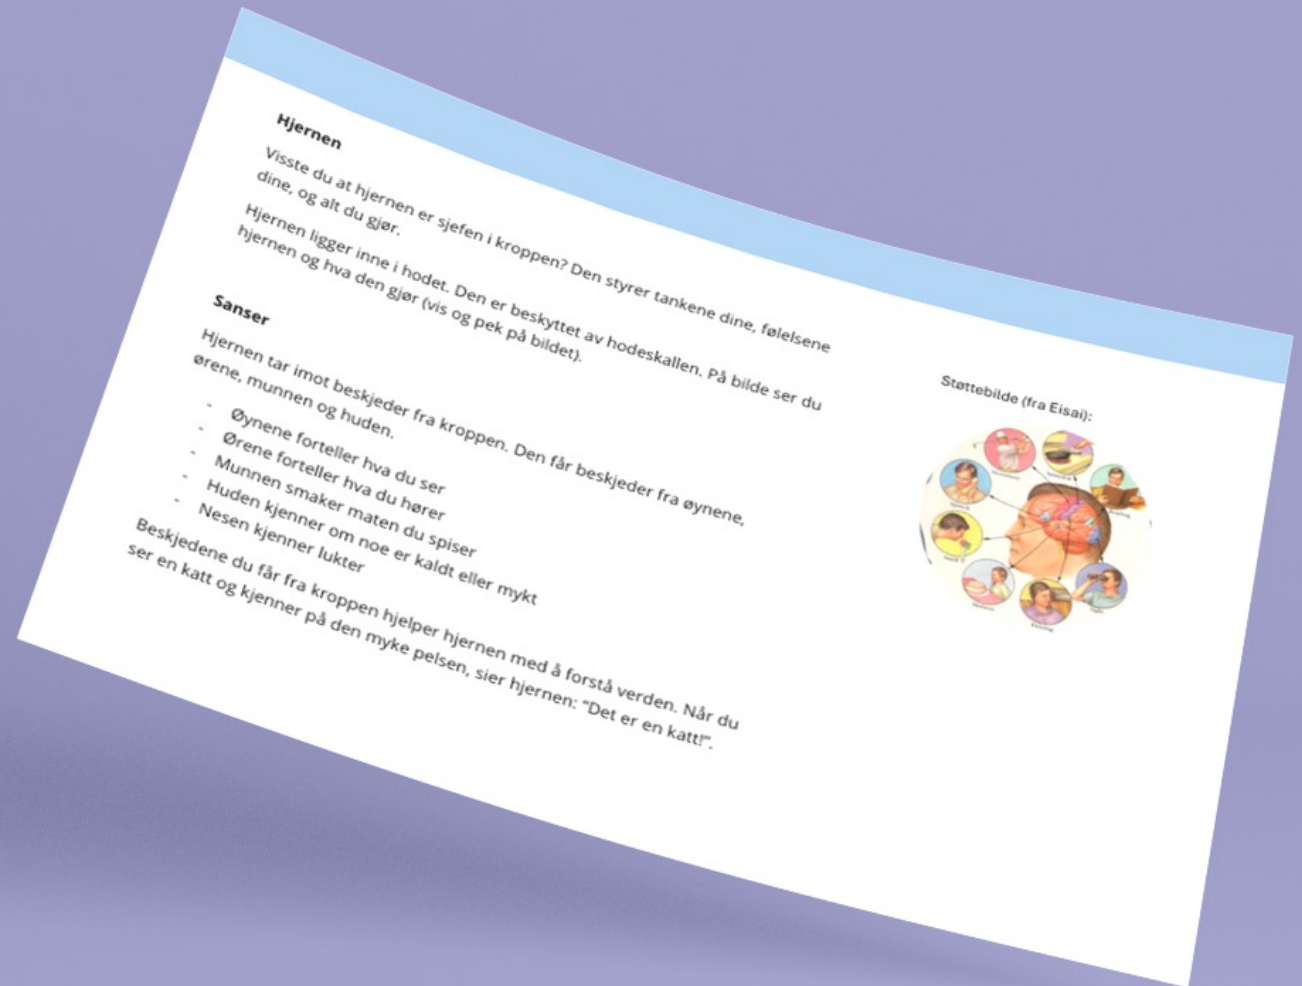 Hjernen
Visste du at hjernen er sjefen i kroppen? Den styrer tankene dine, følelsene
dine, og alt du gjør.
Hjernen ligger inne i hodet. Den er beskyttet av hodeskallen. På bilde ser du
hjernen og hva den gjør (vis og pek på bildet).
Sanser
Hjernen tar imot beskjeder fra kroppen. Den får beskjeder fra øynene,
ørene, munnen og huden.
- Øynene forteller hva du ser
- Ørene forteller hva du hører
- Munnen smaker maten du spiser
- Huden kjenner om noe er kaldt eller mykt
- Nesen kjenner lukter
Beskjedene du får fra kroppen hjelper hjernen med å forstå verden. Når du
ser en katt og kjenner på den myke pelsen, sier hjernen: "Det er en katt!".
Støttebilde (fra Eisai):